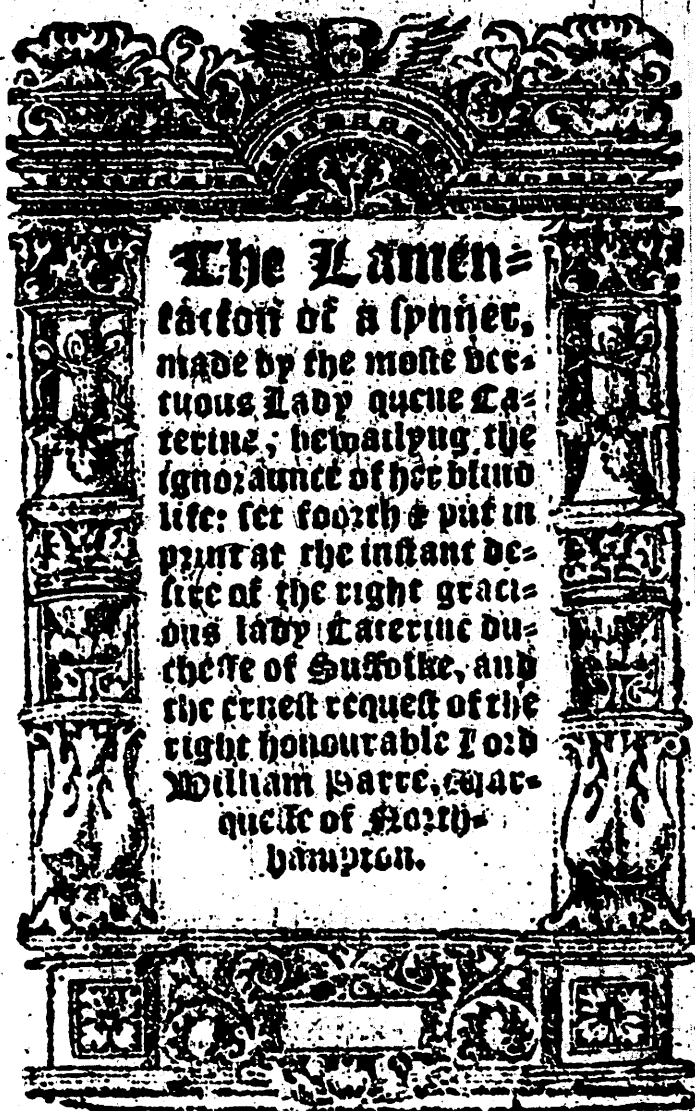 The Lamen=
tacion of a synner,
made by the moste ver=
tuous Lady quene Ca=
terine, bewailyng the
ignoraunce of her blind
life: set foorth & put in
print at the instant de=
sire of the right graci=
ous lady Caterine du=
chesse of Suffolke, and
the ernest request of the
right honourable Lord
William Parre, Mar=
quesse of North=
hampton.